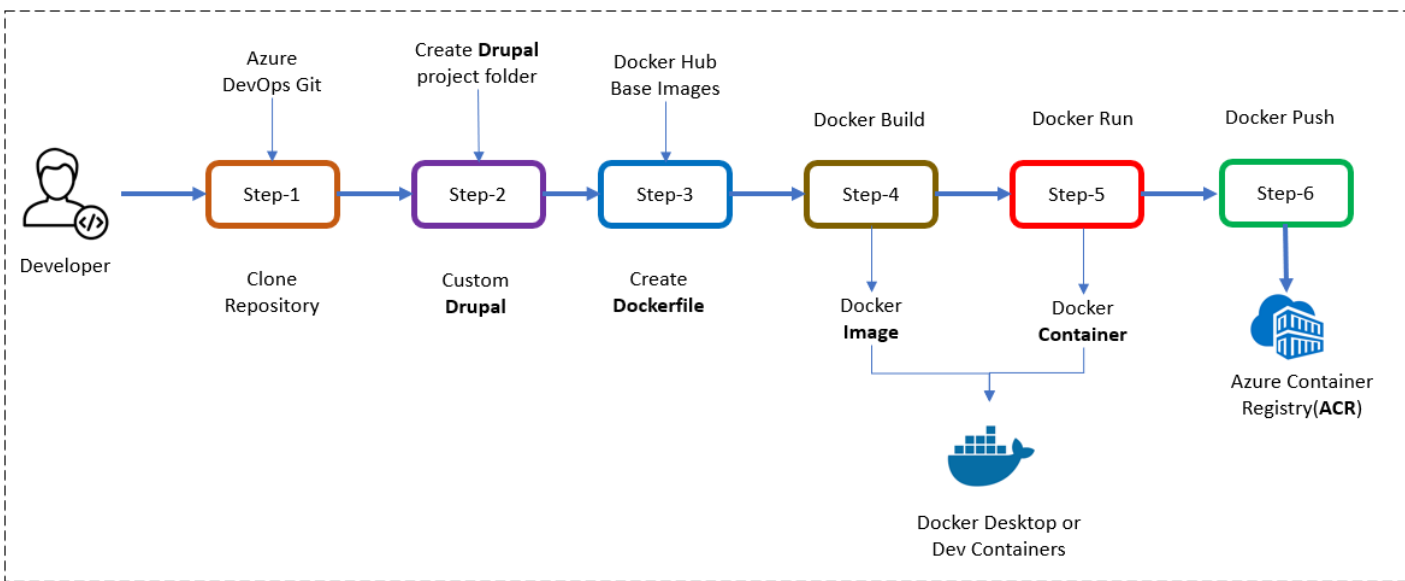 Azure
DevOps Git
Create Drupal
project folder
Docker Hub
Base Images
Docker Build
Docker Run
Docker Push
Step-1
Step-2
Step-3
Step-4
Step-5
Step-6
Developer
Clone
Repository
Custom
Drupal
Create
Dockerfile
Docker
Image
Docker
Container
Azure Container
Registry(ACR)
Docker Desktop or
Dev Containers